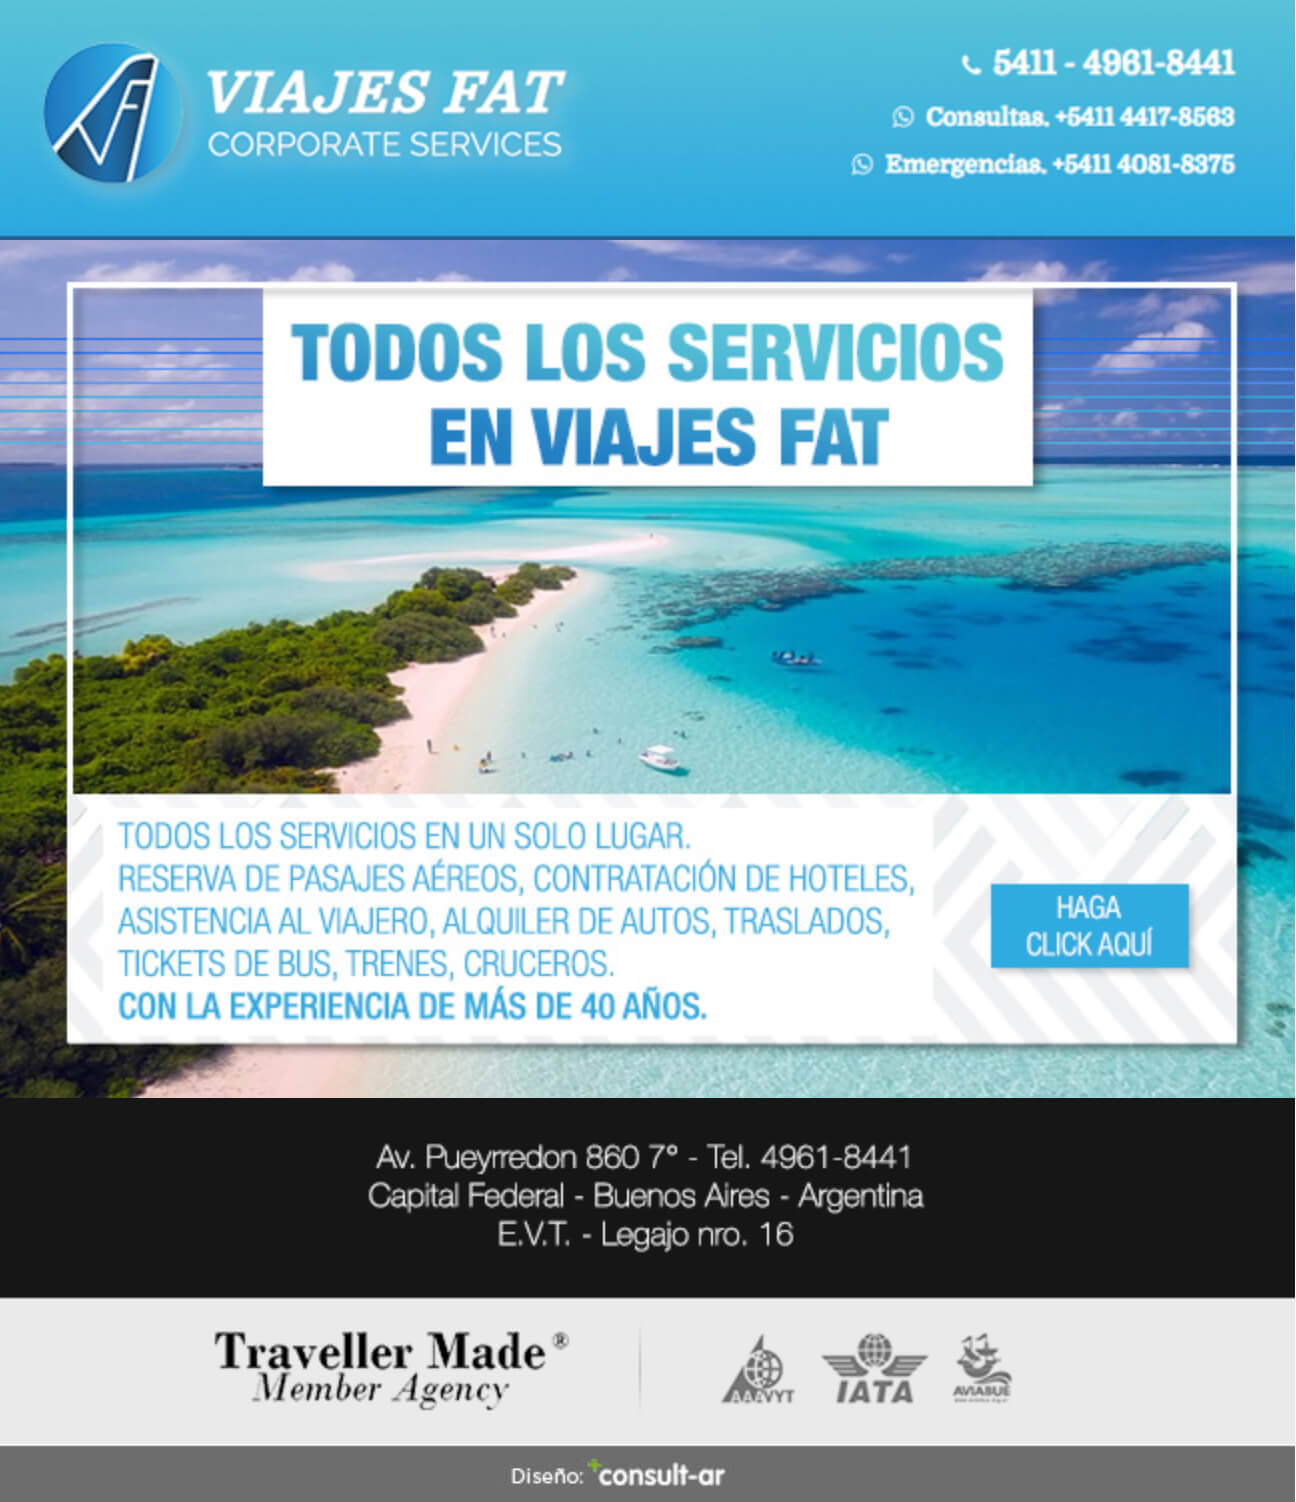 VIAJES FAT
CORPORATE SERVICES
5411 - 4961-8441
Consultas. +5411 4417-8563
Emergencias. +5411 4081-8375
TODOS LOS SERVICIOS
EN VIAJES FAT
TODOS LOS SERVICIOS EN UN SOLO LUGAR.
RESERVA DE PASAJES AÉREOS, CONTRATACIÓN DE HOTELES,
ASISTENCIA AL VIAJERO, ALQUILER DE AUTOS, TRASLADOS,
TICKETS DE BUS, TRENES, CRUCEROS.
CON LA EXPERIENCIA DE MÁS DE 40 AÑOS.
HAGA
CLICK AQUÍ
Av. Pueyrredon 860 7° - Tel. 4961-8441
Capital Federal - Buenos Aires - Argentina
E.V.T. - Legajo nro. 16
Traveller Made®
Member Agency
AAAVYT
IATA
AVIABUE
Diseño: +consult-ar